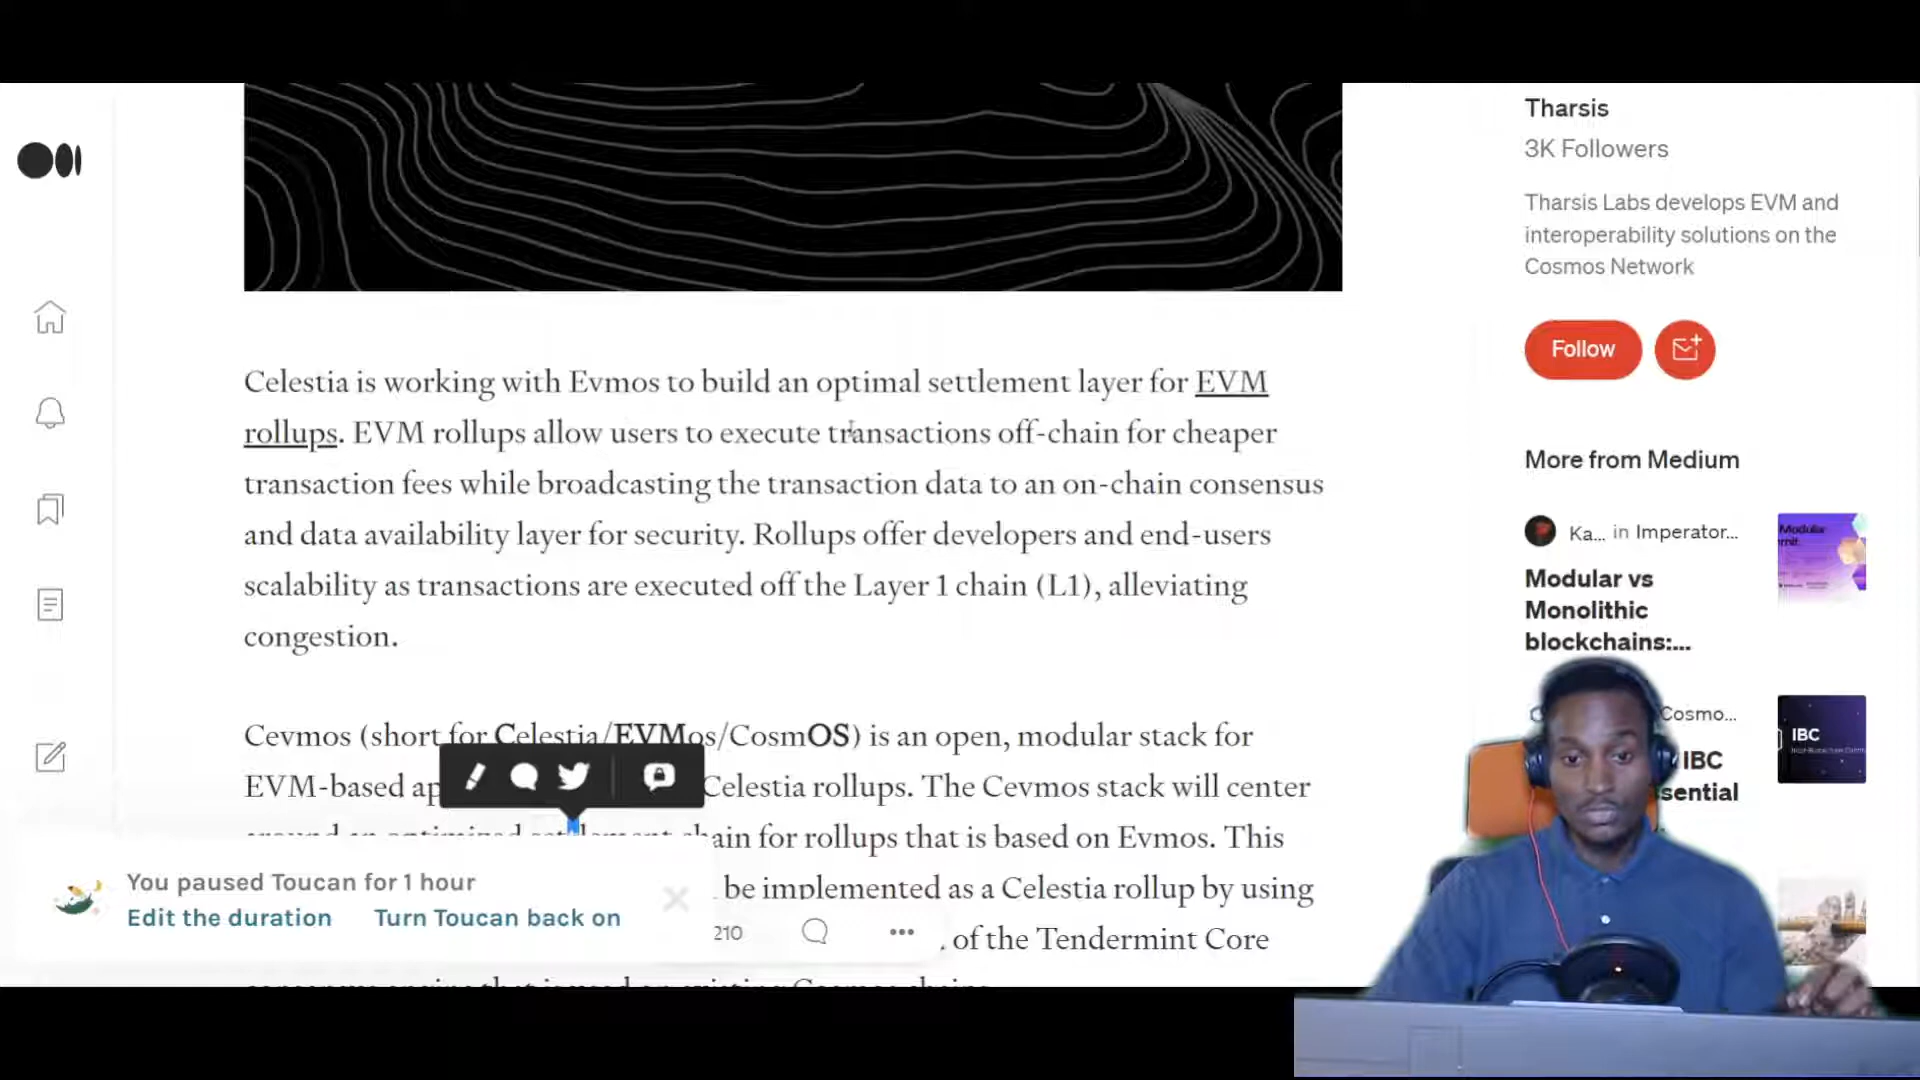 Tharsis
3K Followers
Tharsis Labs develops EVM and
interoperability solutions on the
Cosmos Network
Follow
Celestia is working with Evmos to build an optimal settlement layer for EVM
rollups. EVM rollups allow users to execute transactions off-chain for cheaper
transaction fees while broadcasting the transaction data to an on-chain consensus
and data availability layer for security. Rollups offer developers and end-users
scalability as transactions are executed off the Layer 1 chain (L1), alleviating
congestion.
Cevmos (short for Celestia/EVMos/CosmOS) is an open, modular stack for
EVM-based ap Celestia rollups. The Cevmos stack will center
around an optimized settlement chain for rollups that is based on Evmos. This
be implemented as a Celestia rollup by using
of the Tendermint Core
More from Medium
Ka... in Imperator...
Modular vs
Monolithic
blockchains:...
Modular
Cosmo...
IBC
sential
IBC
You paused Toucan for 1 hour
Edit the duration Turn Toucan back on
210